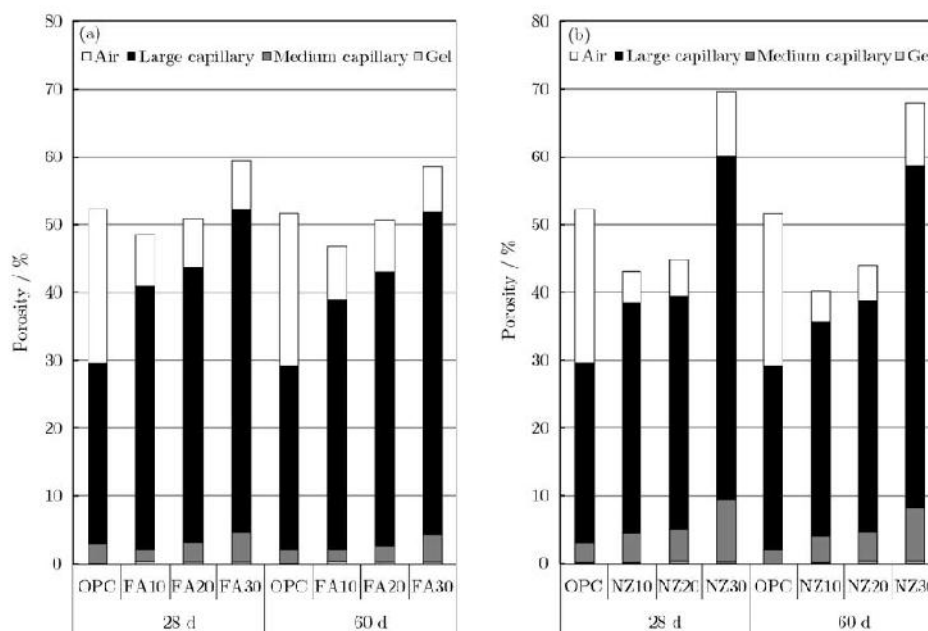 (a)
Air Large capillary Medium capillary Gel
80
70
60
50
40
30
20
10
0
Porosity / %
OPC FA10 FA20 FA30 OPC FA10 FA20 FA30
28 d 60 d
(b)
Air Large capillary Medium capillary Gel
80
70
60
50
40
30
20
10
0
Porosity / %
OPC NZ10 NZ20 NZ30 OPC NZ10 NZ20 NZ30
28 d 60 d